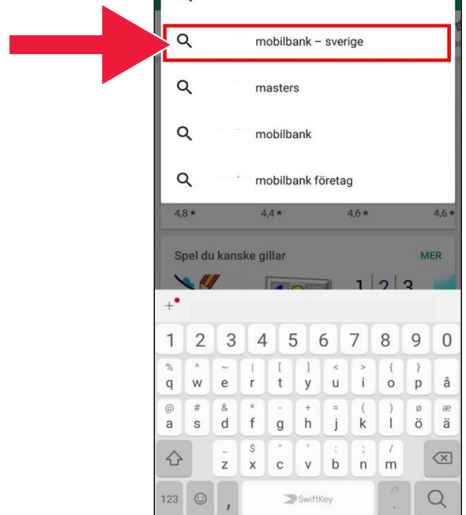 mobilbank – sverige
masters
mobilbank
mobilbank företag
4,8★ 4,4★ 4,6★ 4,6★
Spel du kanske gillar MER
1 2 3
+
1 2 3 4 5 6 7 8 9 0
% ^ ~ | [ ] < > { }
q w e r t y u i o p å
@ # & * - + = ( ) ø æ
a s d f g h j k l ö ä
_ $ " ' : ; /
z x c v b n m
123 , SwiftKey !? .